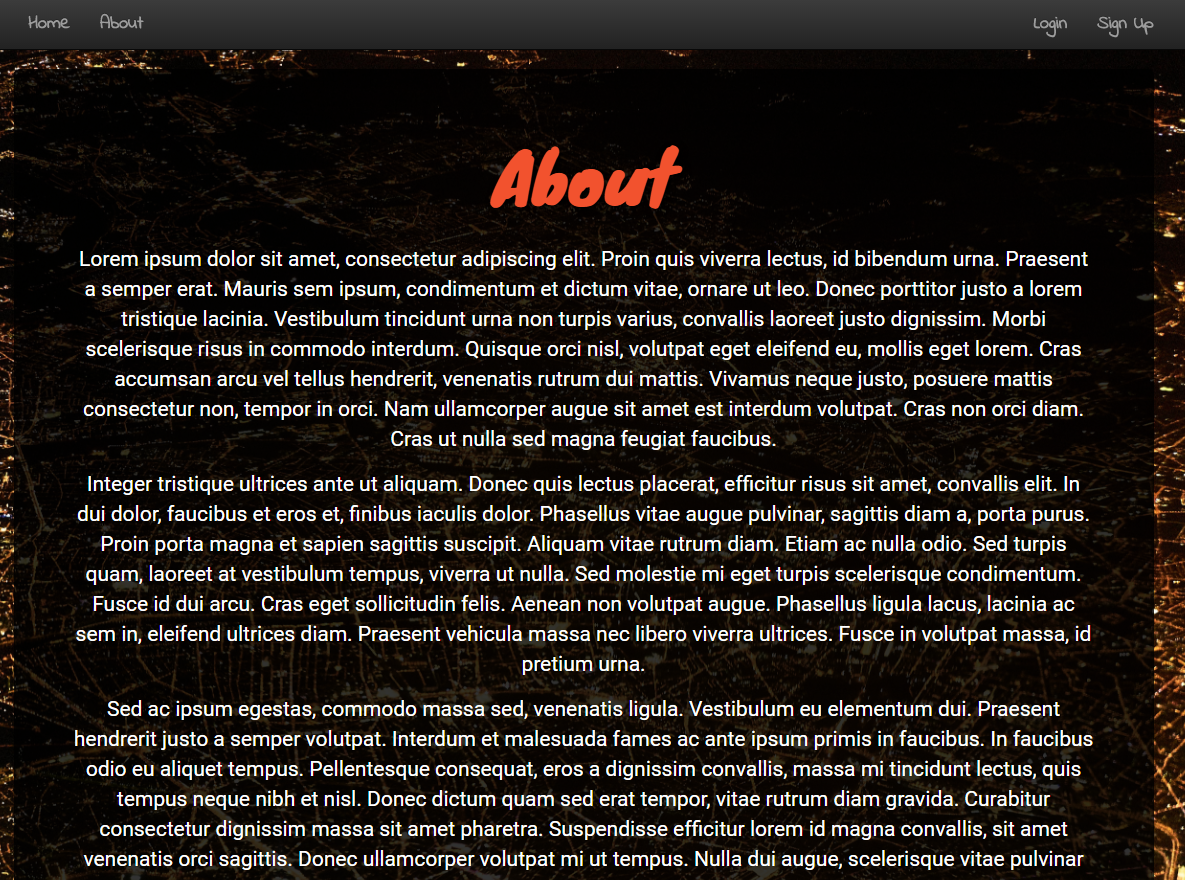 Home About Login Sign Up
About
Lorem ipsum dolor sit amet, consectetur adipiscing elit. Proin quis viverra lectus, id bibendum urna. Praesent
a semper erat. Mauris sem ipsum, condimentum et dictum vitae, ornare ut leo. Donec porttitor justo a lorem
tristique lacinia. Vestibulum tincidunt urna non turpis varius, convallis laoreet justo dignissim. Morbi
scelerisque risus in commodo interdum. Quisque orci nisl, volutpat eget eleifend eu, mollis eget lorem. Cras
accumsan arcu vel tellus hendrerit, venenatis rutrum dui mattis. Vivamus neque justo, posuere mattis
consectetur non, tempor in orci. Nam ullamcorper augue sit amet est interdum volutpat. Cras non orci diam.
Cras ut nulla sed magna feugiat faucibus.
Integer tristique ultrices ante ut aliquam. Donec quis lectus placerat, efficitur risus sit amet, convallis elit. In
dui dolor, faucibus et eros et, finibus iaculis dolor. Phasellus vitae augue pulvinar, sagittis diam a, porta purus.
Proin porta magna et sapien sagittis suscipit. Aliquam vitae rutrum diam. Etiam ac nulla odio. Sed turpis
quam, laoreet at vestibulum tempus, viverra ut nulla. Sed molestie mi eget turpis scelerisque condimentum.
Fusce id dui arcu. Cras eget sollicitudin felis. Aenean non volutpat augue. Phasellus ligula lacus, lacinia ac
sem in, eleifend ultrices diam. Praesent vehicula massa nec libero viverra ultrices. Fusce in volutpat massa, id
pretium urna.
Sed ac ipsum egestas, commodo massa sed, venenatis ligula. Vestibulum eu elementum dui. Praesent
hendrerit justo a semper volutpat. Interdum et malesuada fames ac ante ipsum primis in faucibus. In faucibus
odio eu aliquet tempus. Pellentesque consequat, eros a dignissim convallis, massa mi tincidunt lectus, quis
tempus neque nibh et nisl. Donec dictum quam sed erat tempor, vitae rutrum diam gravida. Curabitur
consectetur dignissim massa sit amet pharetra. Suspendisse efficitur lorem id magna convallis, sit amet
venenatis orci sagittis. Donec ullamcorper volutpat mi ut tempus. Nulla dui augue, scelerisque vitae pulvinar